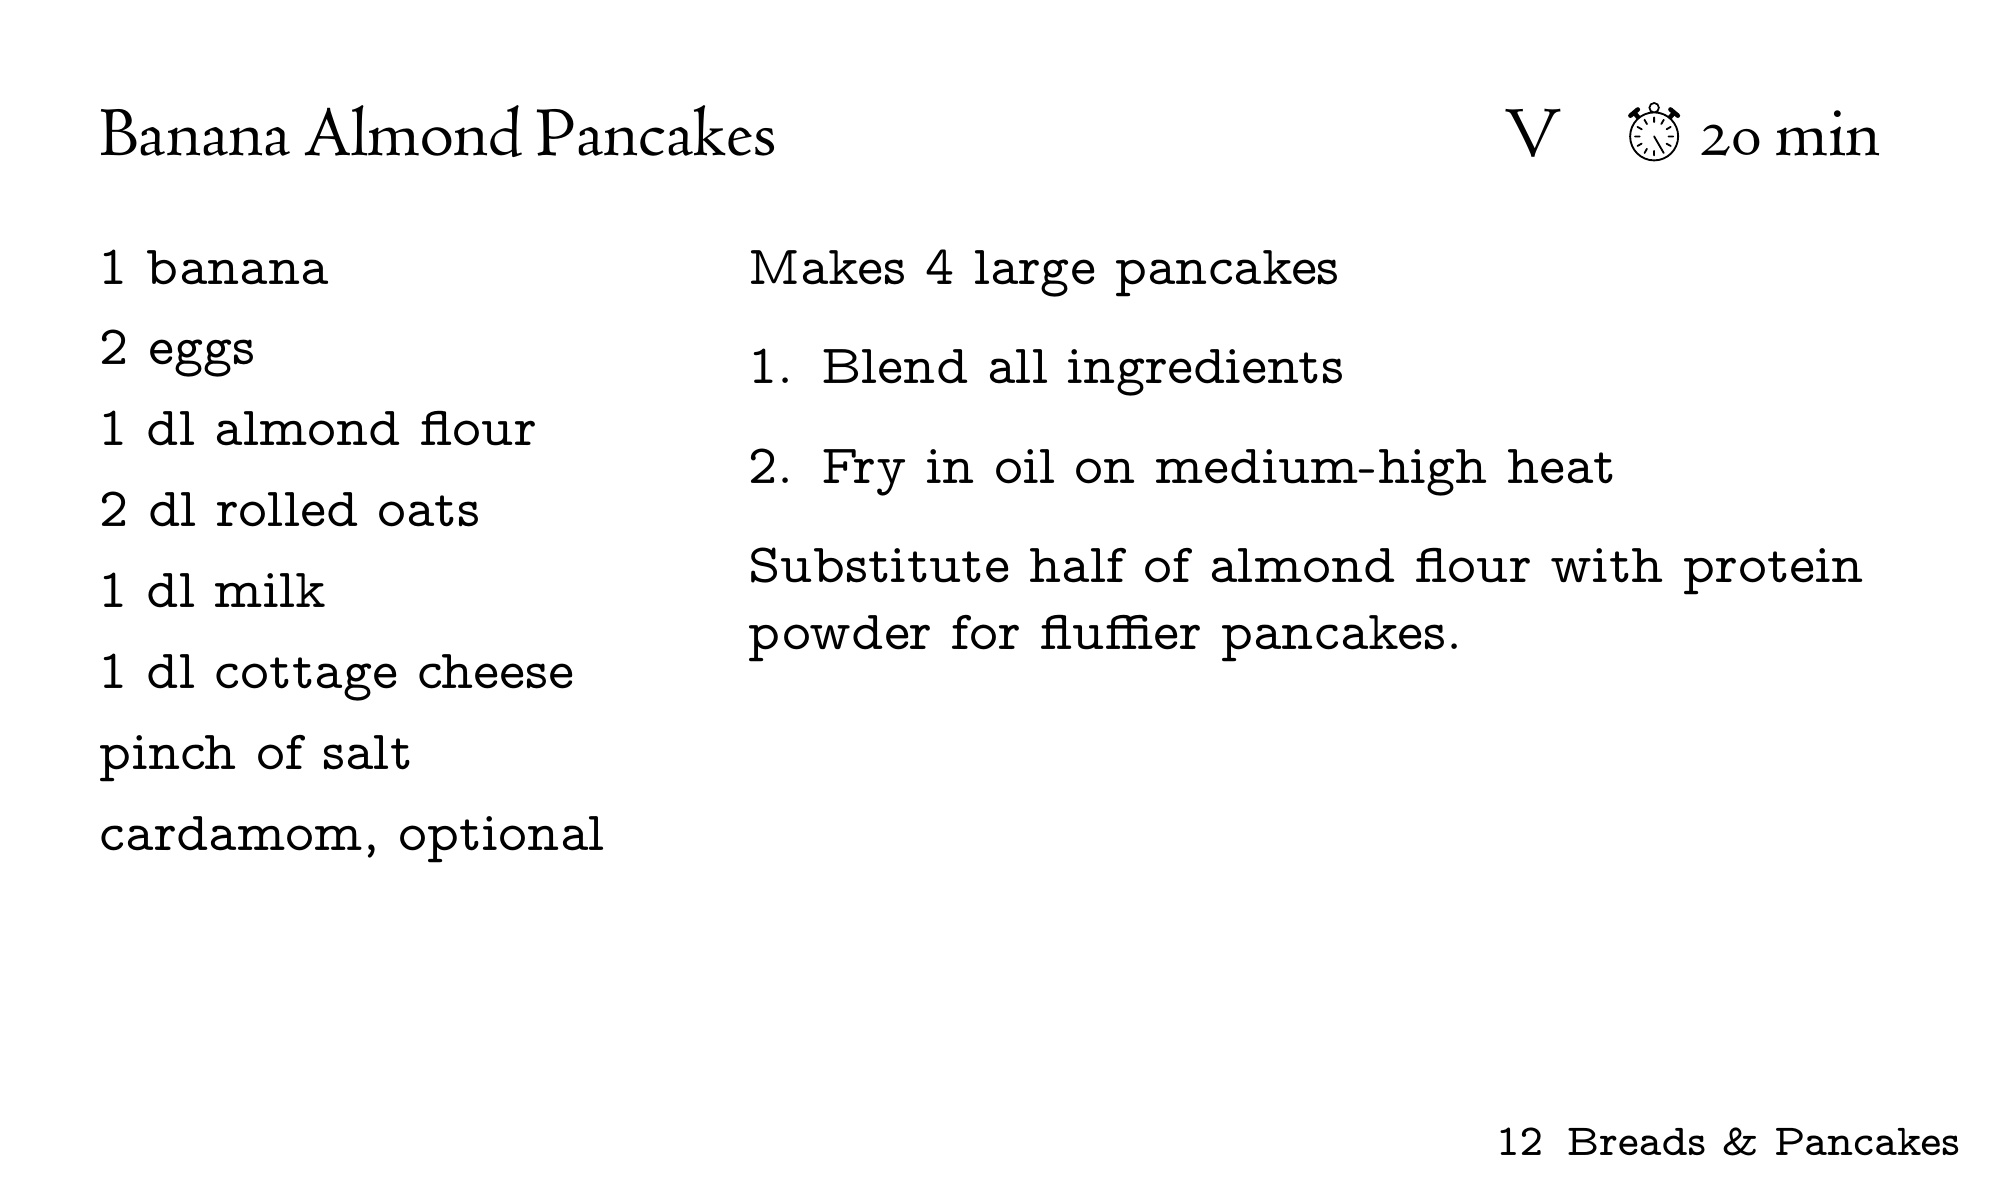 Banana Almond Pancakes
V 20 min
1 banana
2 eggs
1 dl almond flour
2 dl rolled oats
1 dl milk
1 dl cottage cheese
pinch of salt
cardamom, optional
Makes 4 large pancakes
1. Blend all ingredients
2. Fry in oil on medium-high heat
Substitute half of almond flour with protein
powder for fluffier pancakes.
12 Breads & Pancakes